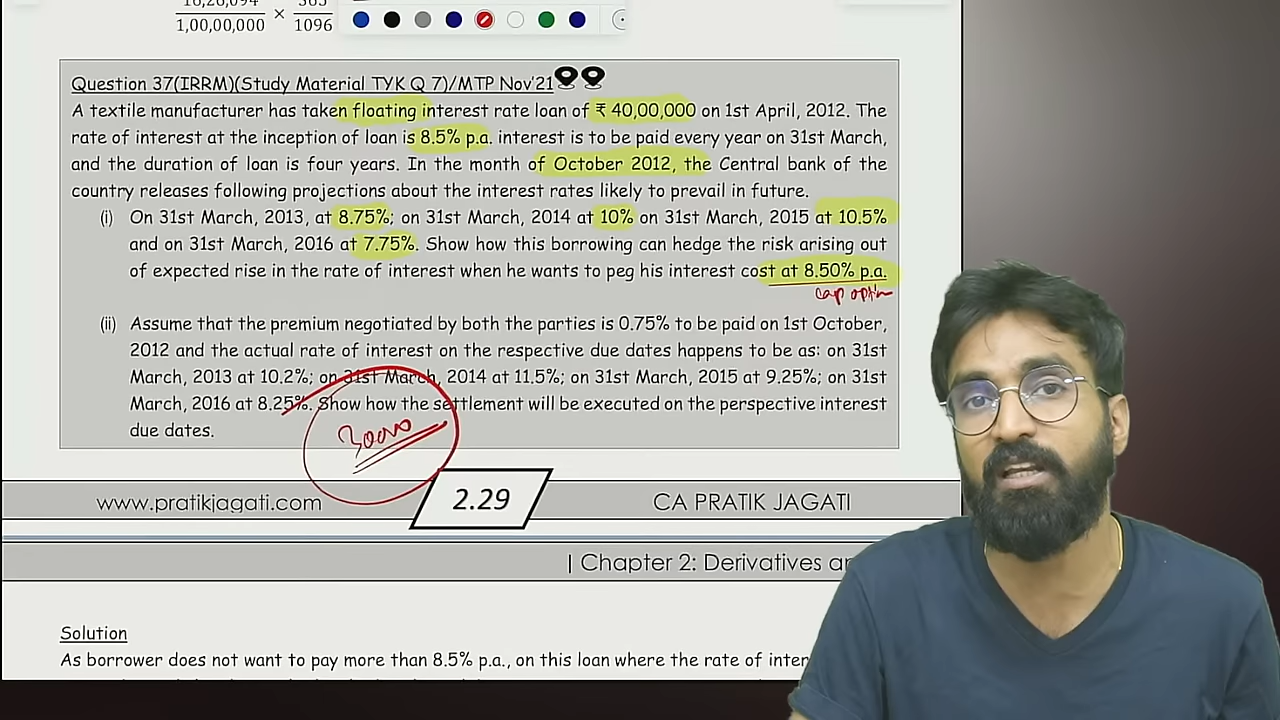 16,26,094 365
1,00,00,000 × 1096
Question 37(IRRM)(Study Material TYK Q 7)/MTP Nov'21
A textile manufacturer has taken floating interest rate loan of ₹ 40,00,000 on 1st April, 2012. The
rate of interest at the inception of loan is 8.5% p.a. interest is to be paid every year on 31st March,
and the duration of loan is four years. In the month of October 2012, the Central bank of the
country releases following projections about the interest rates likely to prevail in future.
(i) On 31st March, 2013, at 8.75%; on 31st March, 2014 at 10% on 31st March, 2015 at 10.5%
and on 31st March, 2016 at 7.75%. Show how this borrowing can hedge the risk arising out
of expected rise in the rate of interest when he wants to peg his interest cost at 8.50% p.a.
cap option
(ii) Assume that the premium negotiated by both the parties is 0.75% to be paid on 1st October,
2012 and the actual rate of interest on the respective due dates happens to be as: on 31st
March, 2013 at 10.2%; on 31st March, 2014 at 11.5%; on 31st March, 2015 at 9.25%; on 31st
March, 2016 at 8.25%. Show how the settlement will be executed on the perspective interest
due dates.
30000
www.pratikjagati.com 2.29 CA PRATIK JAGATI
| Chapter 2: Derivatives
Solution
As borrower does not want to pay more than 8.5% p.a., on this loan where the rate of